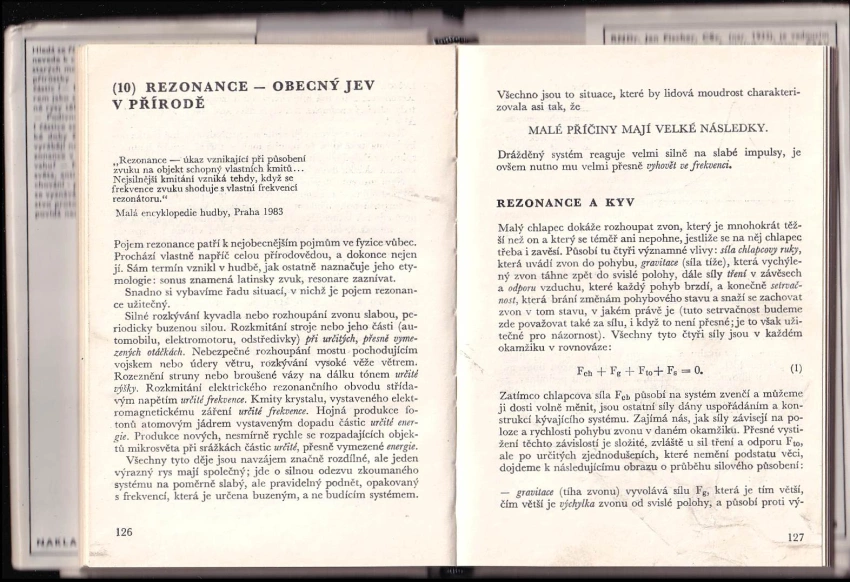 (10) REZONANCE — OBECNÝ JEV
V PŘÍRODĚ
„Rezonance — úkaz vznikající při působení
zvuku na objekt schopný vlastních kmitů...
Nejsilnější kmitání vzniká tehdy, když se
frekvence zvuku shoduje s vlastní frekvencí
rezonátoru.“
Malá encyklopedie hudby, Praha 1983
Pojem rezonance patří k nejobecnějším pojmům ve fyzice vůbec.
Prochází vlastně napříč celou přírodovědou, a dokonce nejen
jí. Sám termín vznikl v hudbě, jak ostatně naznačuje jeho ety-
mologie: sonus znamená latinsky zvuk, resonare zaznívat.
Snadno si vybavíme řadu situací, v nichž je pojem rezonan-
ce užitečný.
Silné rozkývání kyvadla nebo rozhoupání zvonu slabou, pe-
riodicky buzenou silou. Rozkmitání stroje nebo jeho části (au-
tomobilu, elektromotoru, odstředivky) při určitých, přesně vyme-
zených otáčkách. Nebezpečné rozhoupání mostu pochodujícím
vojskem nebo údery větru, rozkývání vysoké věže větrem.
Rozeznění struny nebo broušené vázy na dálku tónem určité
výšky. Rozkmitání elektrického rezonančního obvodu střída-
vým napětím určité frekvence. Kmity krystalu, vystaveného elekt-
romagnetickému záření určité frekvence. Hojná produkce fo-
tonů atomovým jádrem vystaveným dopadu částic určité ener-
gie. Produkce nových, nesmírně rychle se rozpadajících objek-
tů mikrosvěta při srážkách částic určité, přesně vymezené energie.
Všechny tyto děje jsou navzájem značně rozdílné, ale jeden
výrazný rys mají společný; jde o silnou odezvu zkoumaného
systému na poměrně slabý, ale pravidelný podnět, opakovaný
s frekvencí, která je určena buzeným, a ne budícím systémem.
126
RNDr. Jan Fischer, CSc.
Všechno jsou to situace, které by lidová moudrost charakteri-
zovala asi tak, že
MALÉ PŘÍČINY MAJÍ VELKÉ NÁSLEDKY.
Drážděný systém reaguje velmi silně na slabé impulsy, je
ovšem nutno mu velmi přesně vyhovět ve frekvenci.
REZONANCE A KYV
Malý chlapec dokáže rozhoupat zvon, který je mnohokrát těž-
ší než on a který se téměř ani nepohne, jestliže se na něj chlapec
třeba i zavěsí. Působí tu čtyři významné vlivy: síla chlapcovy ruky,
která uvádí zvon do pohybu, gravitace (síla tíže), která vychýle-
ný zvon táhne zpět do svislé polohy, dále síly tření v závěsech
a odporu vzduchu, které každý pohyb brzdí, a konečně setrvač-
nost, která brání změnám pohybového stavu a snaží se zachovat
zvon v tom stavu, v jakém právě je (tuto setrvačnost budeme
zde považovat také za sílu, i když to není přesné; je to však uži-
tečné pro názornost). Všechny tyto čtyři síly jsou v každém
okamžiku v rovnováze:
Fch + Fg + Fto + Fs = 0. (1)
Zatímco chlapcova síla Fch působí na systém zvenčí a můžeme
ji dosti volně měnit, jsou ostatní síly dány uspořádáním a kon-
strukcí kývajícího systému. Zajímá nás, jak síly závisejí na po-
loze a rychlosti pohybu zvonu v daném okamžiku. Přesné vysti-
žení těchto závislostí je složité, zvláště u sil tření a odporu Fto,
ale po určitých zjednodušeních, které nemění podstatu věci,
dojdeme k následujícímu obrazu o průběhu silového působení:
— gravitace (tíha zvonu) vyvolává sílu Fg, která je tím větší,
čím větší je výchylka zvonu od svislé polohy, a působí proti vý-
127
NAKLA